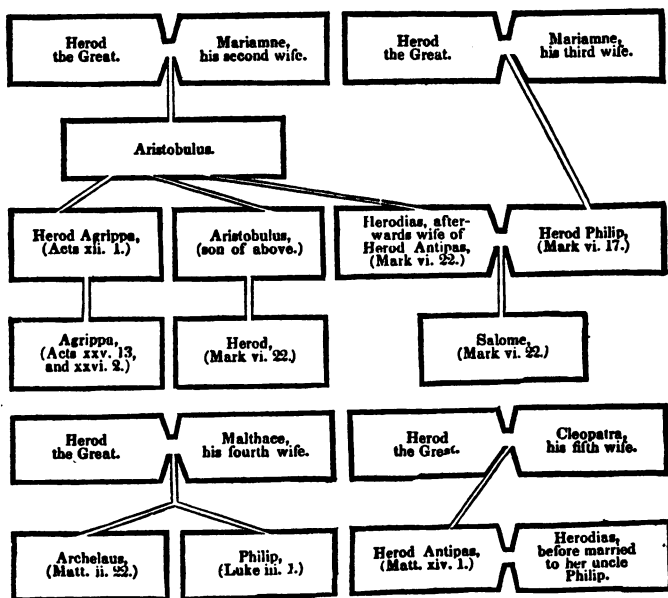 Herod
the Great.
Mariamne,
his second wife.
Herod
the Great.
Mariamne,
his third wife.
Aristobulus.
Herod Agrippa,
(Acts xii. 1.)
Aristobulus,
(son of above.)
Herodias, after-
wards wife of
Herod Antipas,
(Mark vi. 22.)
Herod Philip,
(Mark vi. 17.)
Agrippa,
(Acts xxv. 13,
and xxvi. 2.)
Herod,
(Mark vi. 22.)
Salome,
(Mark vi. 22.)
Herod
the Great.
Malthace,
his fourth wife.
Herod
the Great.
Cleopatra,
his fifth wife.
Archelaus,
(Matt. ii. 22.)
Philip,
(Luke iii. 1.)
Herod Antipas,
(Matt. xiv. 1.)
Herodias,
before married
to her uncle
Philip.